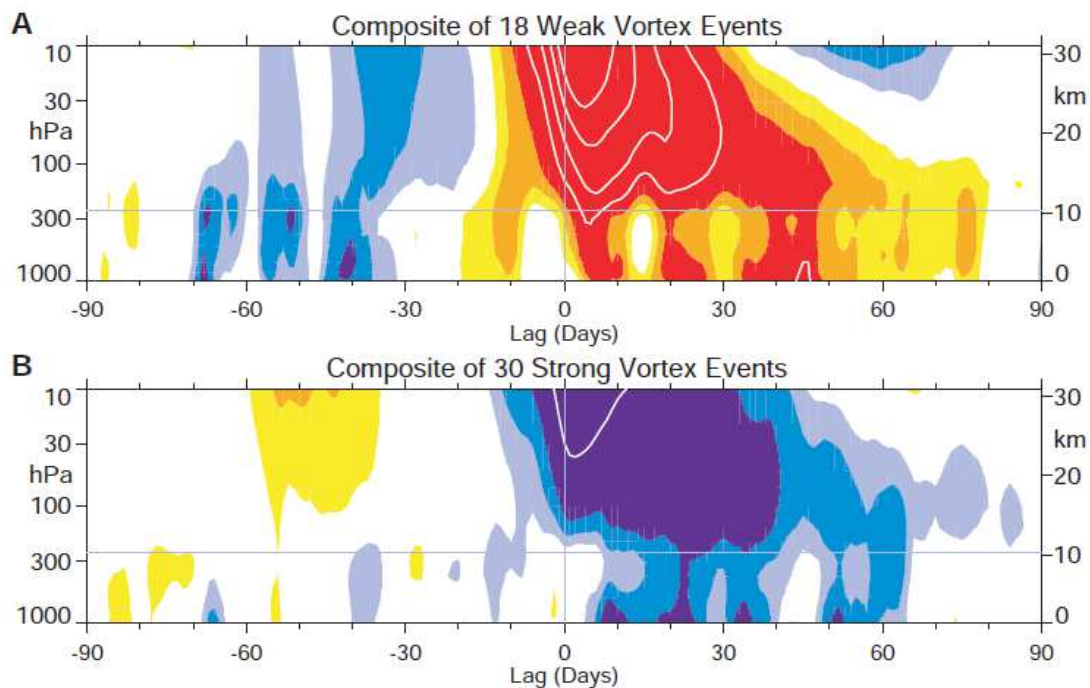 A
Composite of 18 Weak Vortex Events
10
30
hPa
100
300
1000
30
km
20
10
0
-90 -60 -30 0 30 60 90
Lag (Days)
B
Composite of 30 Strong Vortex Events
10
30
hPa
100
300
1000
30
km
20
10
0
-90 -60 -30 0 30 60 90
Lag (Days)